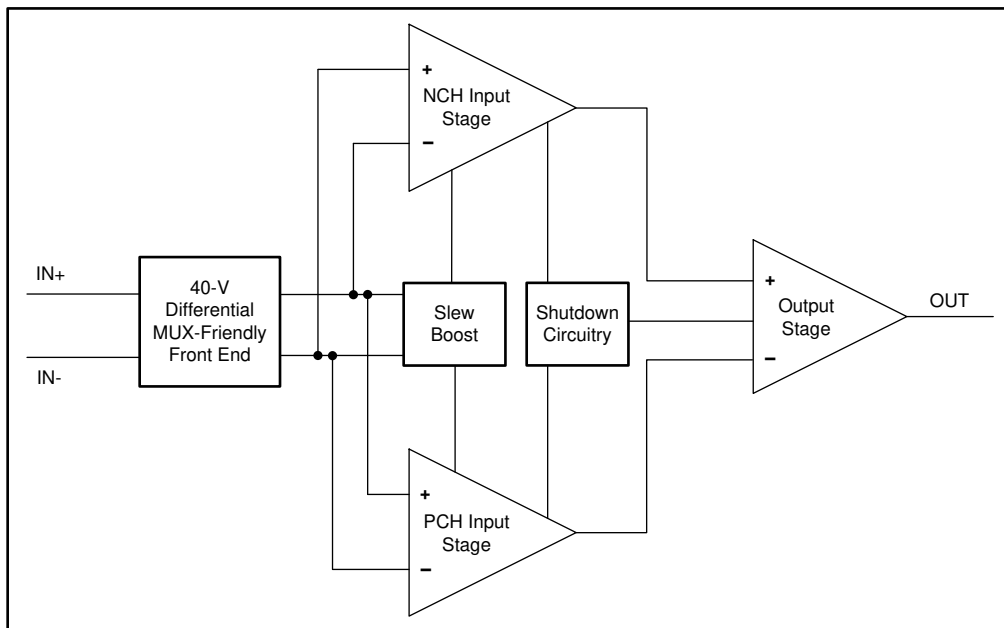 +
NCH Input
Stage
−
IN+
40-V
Differential
MUX-Friendly
Front End
IN-
Slew
Boost
Shutdown
Circuitry
+
Output
Stage
−
OUT
+
PCH Input
Stage
−